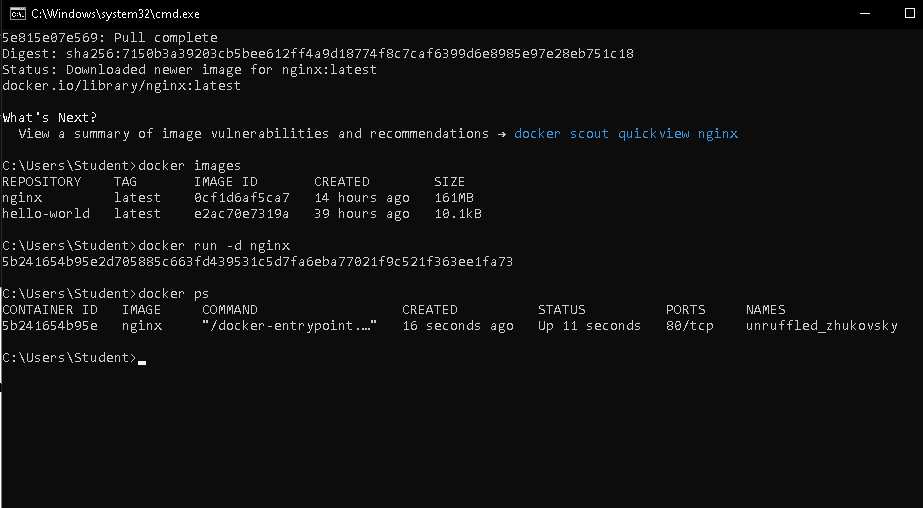 C:\Windows\system32\cmd.exe
5e815e07e569: Pull complete
Digest: sha256:7150b3a39203cb5bee612ff4a9d18774f8c7caf6399d6e8985e97e28eb751c18
Status: Downloaded newer image for nginx:latest
docker.io/library/nginx:latest
What's Next?
View a summary of image vulnerabilities and recommendations → docker scout quickview nginx
C:\Users\Student>docker images
REPOSITORY TAG IMAGE ID CREATED SIZE
nginx latest 0cf1d6af5ca7 14 hours ago 161MB
hello-world latest e2ac70e7319a 39 hours ago 10.1kB
C:\Users\Student>docker run -d nginx
5b241654b95e2d705885c663fd439531c5d7fa6eba77021f9c521f363ee1fa73
C:\Users\Student>docker ps
CONTAINER ID IMAGE COMMAND CREATED STATUS PORTS NAMES
5b241654b95e nginx "/docker-entrypoint.…" 16 seconds ago Up 11 seconds 80/tcp unruffled_zhukovsky
C:\Users\Student>